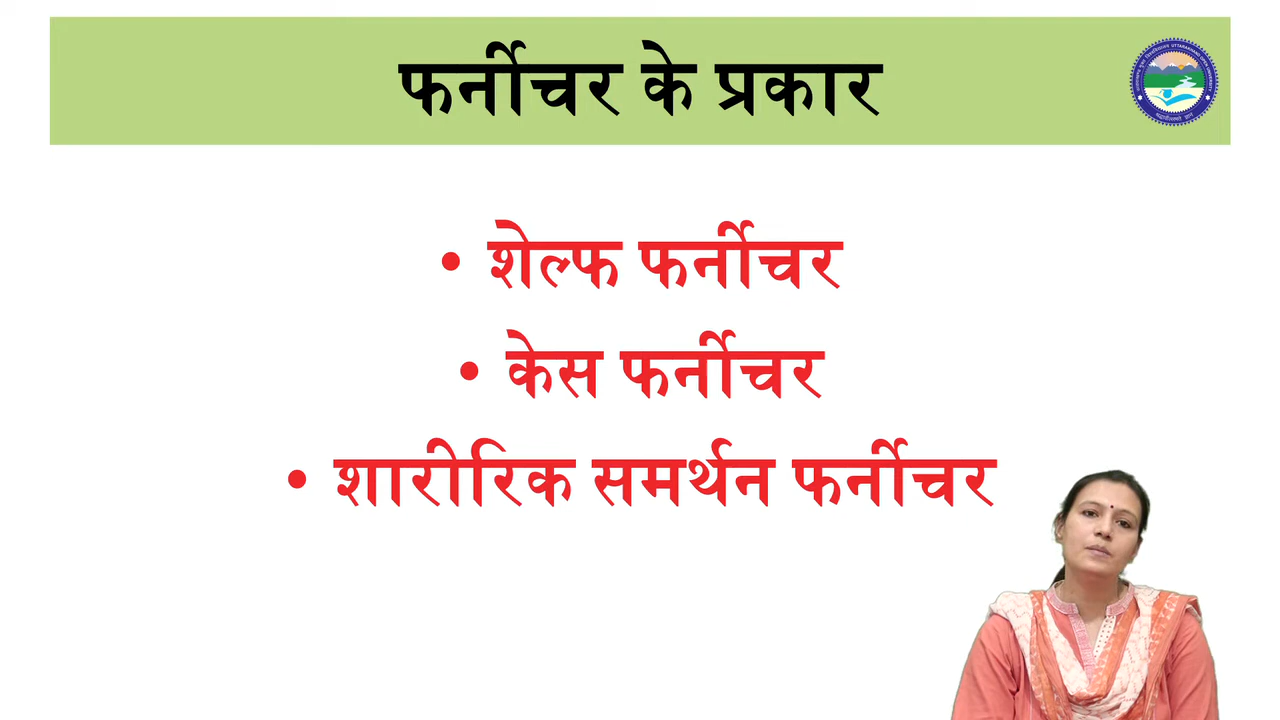 फर्नीचर के प्रकार
• शेल्फ फर्नीचर
• केस फर्नीचर
• शारीरिक समर्थन फर्नीचर